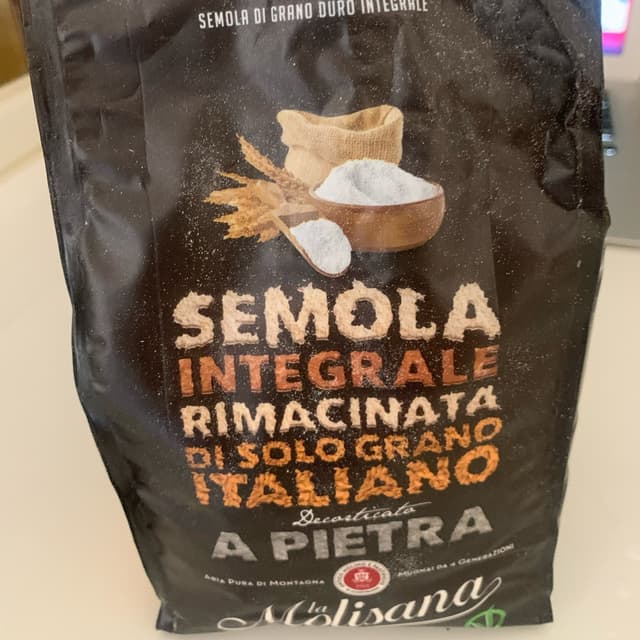 SEMOLA DI GRANO DURO INTEGRALE
SEMOLA
INTEGRALE
RIMACINATA
DI SOLO GRANO
ITALIANO
Decorticato
A PIETRA
ARIA PURA DI MONTAGNA
MUGNAI DA 4 GENERAZIONI
la Molisana